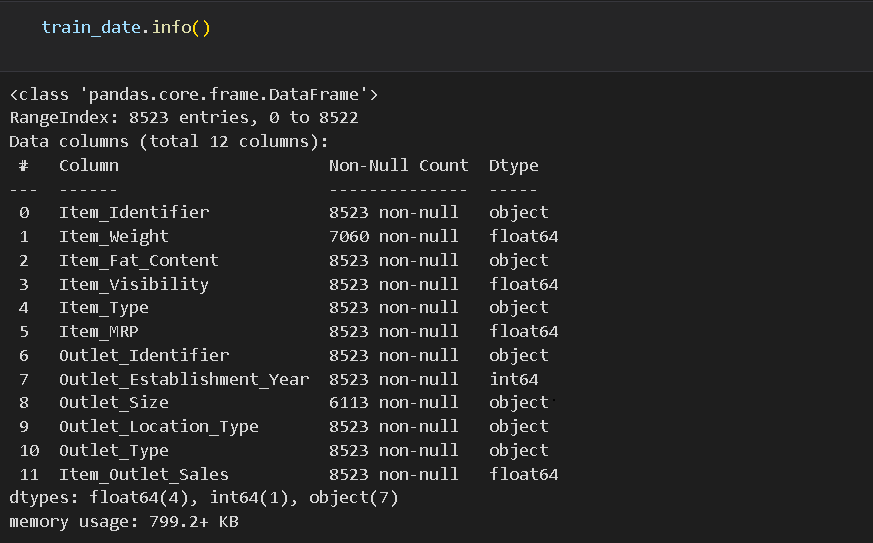 train_date.info()
<class 'pandas.core.frame.DataFrame'>
RangeIndex: 8523 entries, 0 to 8522
Data columns (total 12 columns):
 #   Column                     Non-Null Count  Dtype
---  ------                     --------------  -----
 0   Item_Identifier            8523 non-null   object
 1   Item_Weight                7060 non-null   float64
 2   Item_Fat_Content           8523 non-null   object
 3   Item_Visibility            8523 non-null   float64
 4   Item_Type                  8523 non-null   object
 5   Item_MRP                   8523 non-null   float64
 6   Outlet_Identifier          8523 non-null   object
 7   Outlet_Establishment_Year  8523 non-null   int64
 8   Outlet_Size                6113 non-null   object
 9   Outlet_Location_Type       8523 non-null   object
 10  Outlet_Type                8523 non-null   object
 11  Item_Outlet_Sales          8523 non-null   float64
dtypes: float64(4), int64(1), object(7)
memory usage: 799.2+ KB